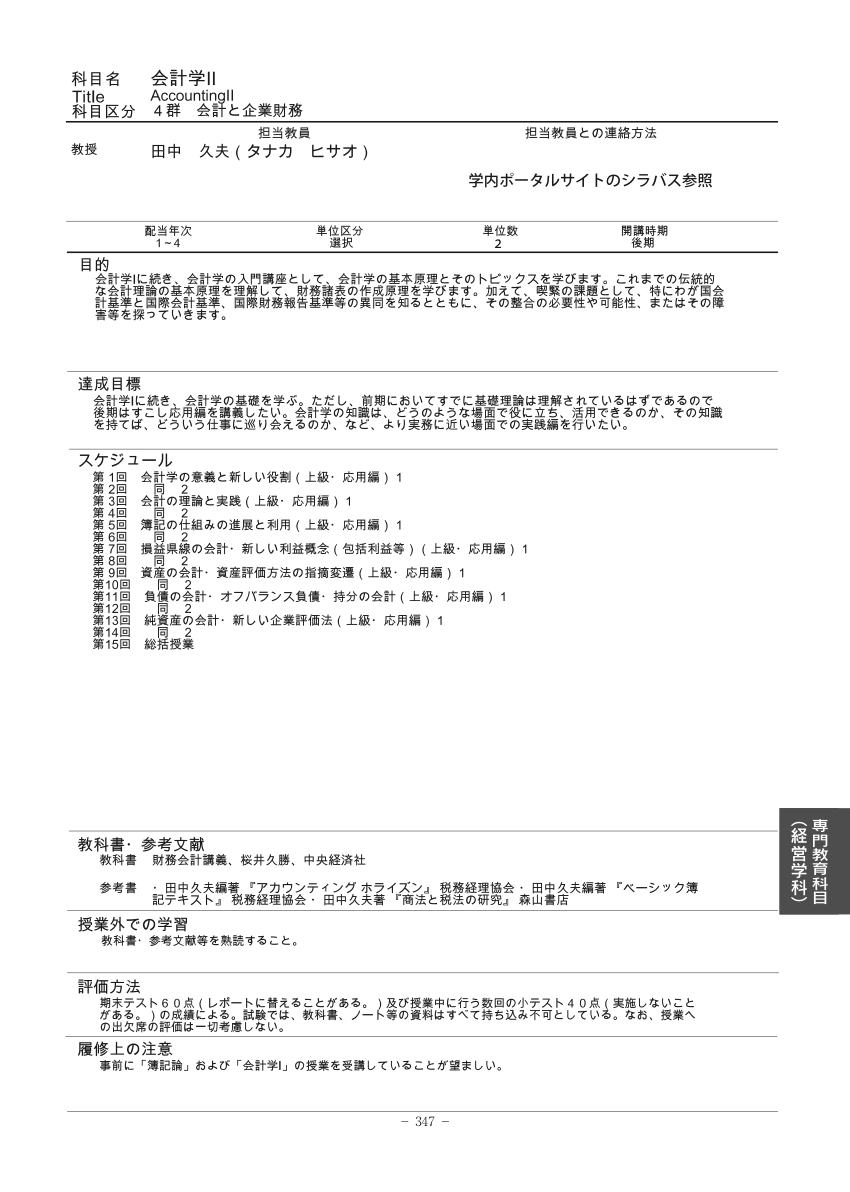 科目名　会計学II
Title　AccountingII
科目区分　４群　会計と企業財務
担当教員　担当教員との連絡方法
教授　田中　久夫 ( タナカ　ヒサオ )
学内ポータルサイトのシラバス参照
配当年次　単位区分　単位数　開講時期
1～4　選択　2　後期
目的
会計学Iに続き、会計学の入門講座として、会計学の基本原理とそのトピックスを学びます。これまでの伝統的
な会計理論の基本原理を理解して、財務諸表の作成原理を学びます。加えて、喫緊の課題として、特にわが国会
計基準と国際会計基準、国際財務報告基準等の異同を知るとともに、その整合の必要性や可能性、またはその障
害等を探っていきます。
達成目標
会計学Iに続き、会計学の基礎を学ぶ。ただし、前期においてすでに基礎理論は理解されているはずであるので
後期はすこし応用編を講義したい。会計学の知識は、どうのような場面で役に立ち、活用できるのか、その知識
を持てば、どういう仕事に巡り会えるのか、など、より実務に近い場面での実践編を行いたい。
スケジュール
第 1回　会計学の意義と新しい役割 ( 上級・応用編 ) 1
第 2回　同　2
第 3回　会計の理論と実践 ( 上級・応用編 ) 1
第 4回　同　2
第 5回　簿記の仕組みの進展と利用 ( 上級・応用編 ) 1
第 6回　同　2
第 7回　損益県線の会計・新しい利益概念 ( 包括利益等 ) ( 上級・応用編 ) 1
第 8回　同　2
第 9回　資産の会計・資産評価方法の指摘変遷 ( 上級・応用編 ) 1
第10回　同　2
第11回　負債の会計・オフバランス負債・持分の会計 ( 上級・応用編 ) 1
第12回　同　2
第13回　純資産の会計・新しい企業評価法 ( 上級・応用編 ) 1
第14回　同　2
第15回　総括授業
専門教育科目
（経営学科）
教科書・参考文献
教科書　財務会計講義、桜井久勝、中央経済社
参考書　・田中久夫編著 『アカウンティング ホライズン』 税務経理協会・田中久夫編著 『ベーシック簿
記テキスト』 税務経理協会・田中久夫著 『商法と税法の研究』 森山書店
授業外での学習
教科書・参考文献等を熟読すること。
評価方法
期末テスト６０点 ( レポートに替えることがある。) 及び授業中に行う数回の小テスト４０点 ( 実施しないこと
がある。) の成績による。試験では、教科書、ノート等の資料はすべて持ち込み不可としている。なお、授業へ
の出欠席の評価は一切考慮しない。
履修上の注意
事前に「簿記論」および「会計学I」の授業を受講していることが望ましい。
− 347 −